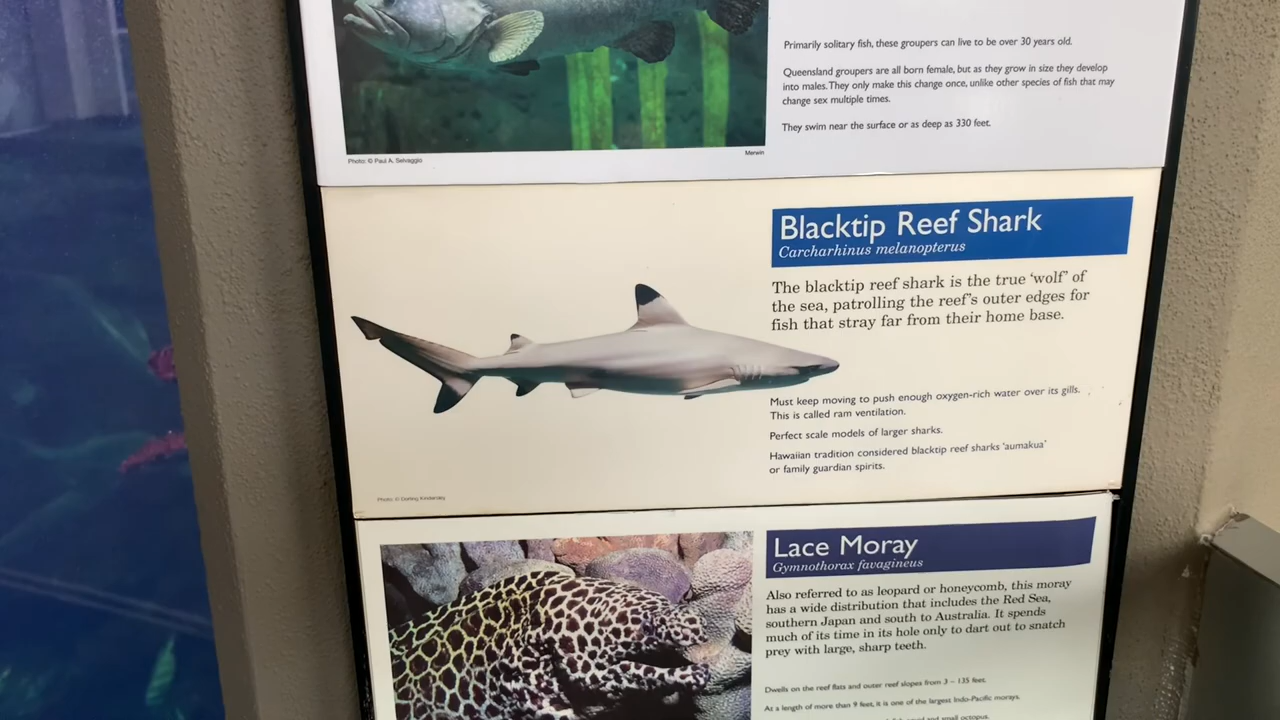 Primarily solitary fish, these groupers can live to be over 30 years old.
Queensland groupers are all born female, but as they grow in size they develop
into males. They only make this change once, unlike other species of fish that may
change sex multiple times.
They swim near the surface or as deep as 330 feet.
Photo: © Paul A. Selvaggio
Merwin
Blacktip Reef Shark
Carcharhinus melanopterus
The blacktip reef shark is the true ‘wolf’ of
the sea, patrolling the reef’s outer edges for
fish that stray far from their home base.
Must keep moving to push enough oxygen-rich water over its gills.
This is called ram ventilation.
Perfect scale models of larger sharks.
Hawaiian tradition considered blacktip reef sharks ‘aumakua’
or family guardian spirits.
Photo: © Dorling Kindersley
Lace Moray
Gymnothorax favagineus
Also referred to as leopard or honeycomb, this moray
has a wide distribution that includes the Red Sea,
southern Japan and south to Australia. It spends
much of its time in its hole only to dart out to snatch
prey with large, sharp teeth.
Dwells on the reef flats and outer reef slopes from 3 – 135 feet.
At a length of more than 9 feet, it is one of the largest Indo-Pacific morays.
and small octopus.